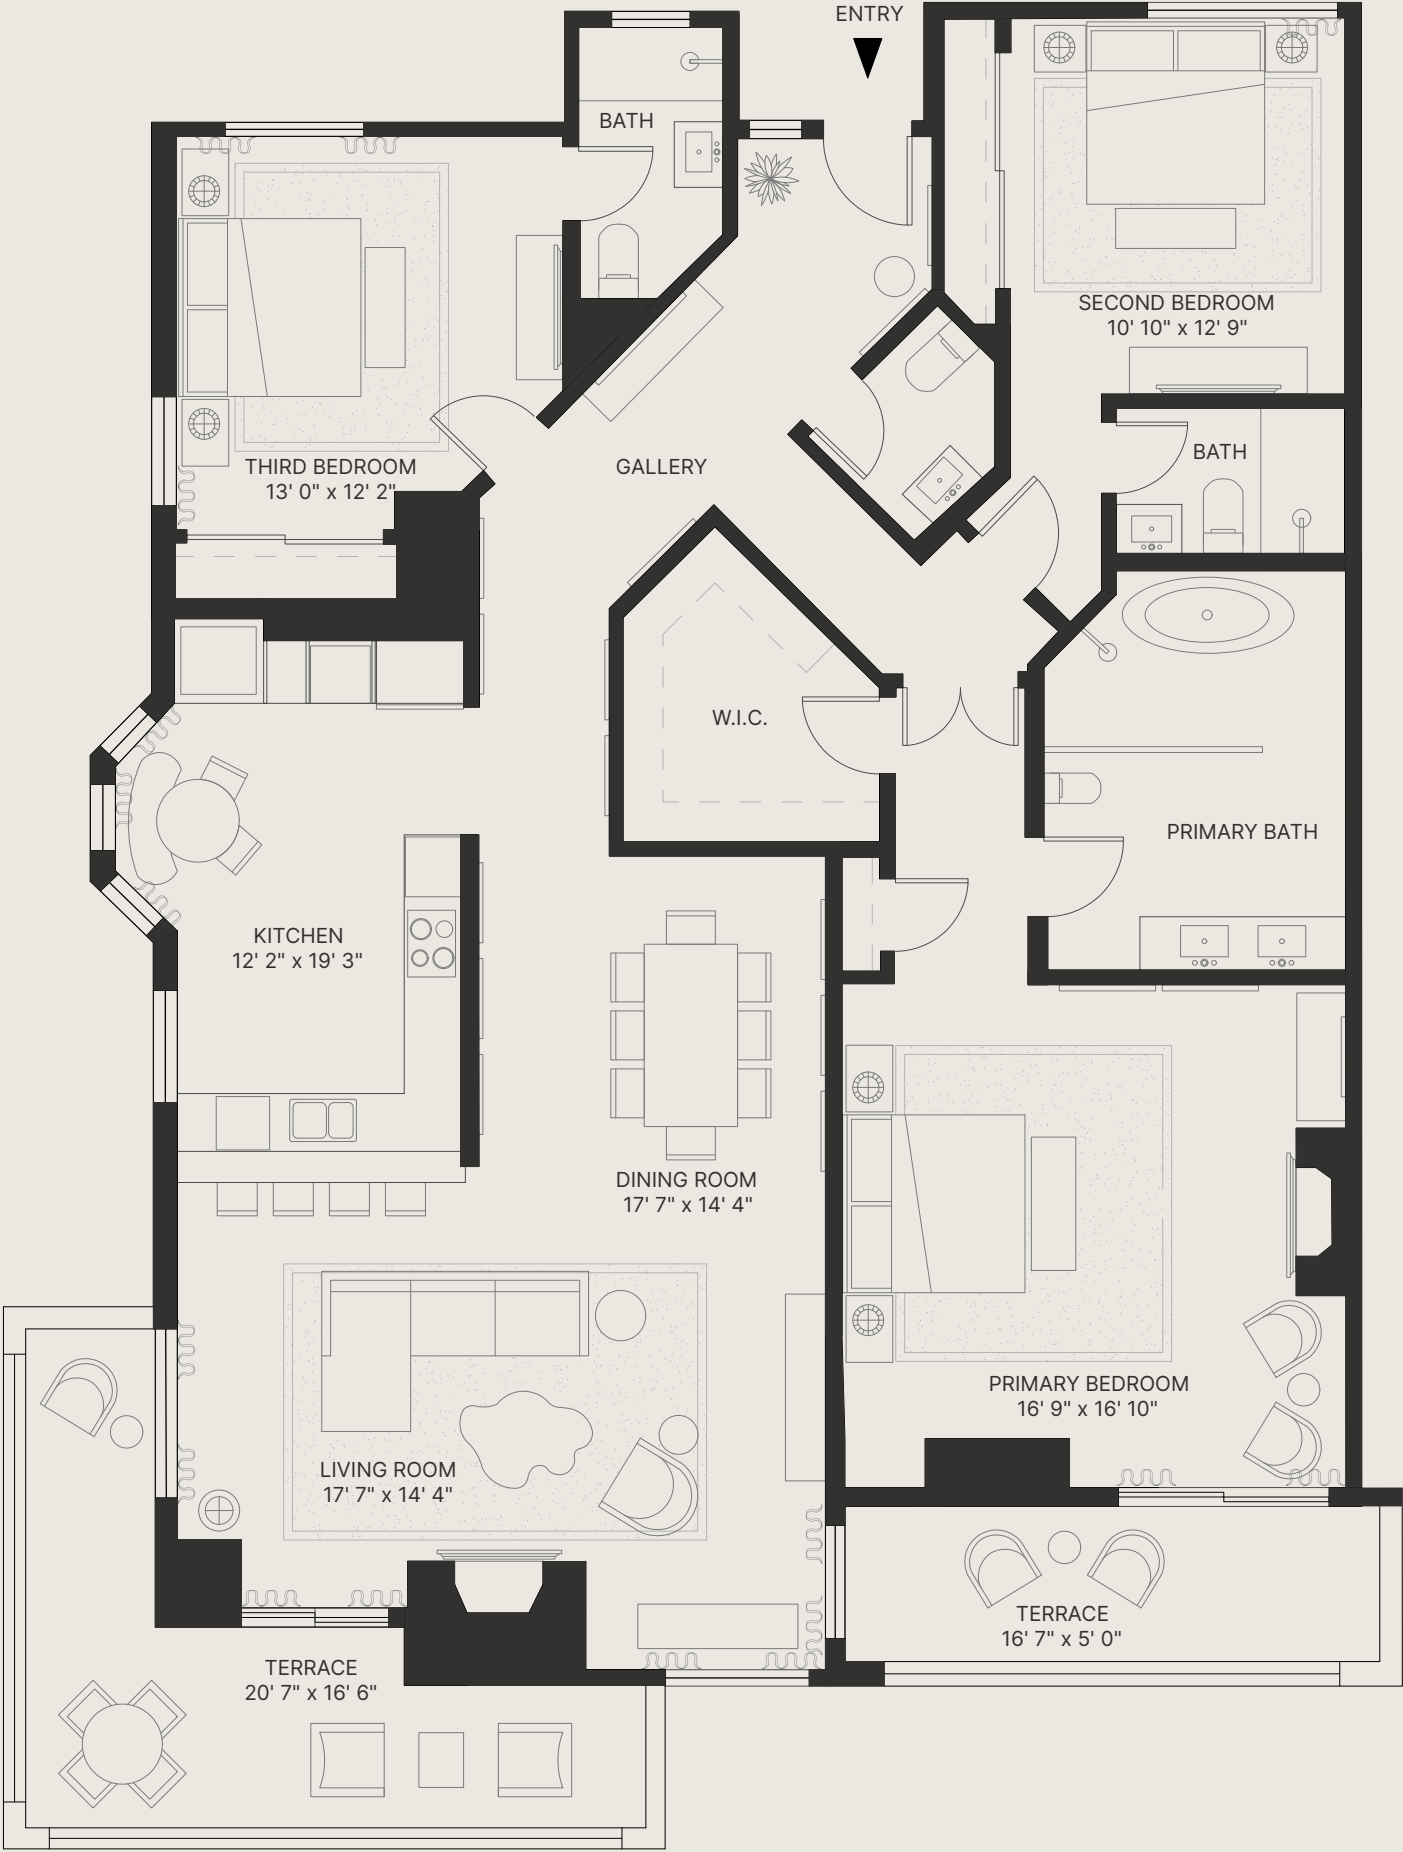 ENTRY
BATH
SECOND BEDROOM
10' 10" x 12' 9"
THIRD BEDROOM
13' 0" x 12' 2"
GALLERY
BATH
W.I.C.
PRIMARY BATH
KITCHEN
12' 2" x 19' 3"
DINING ROOM
17' 7" x 14' 4"
PRIMARY BEDROOM
16' 9" x 16' 10"
LIVING ROOM
17' 7" x 14' 4"
TERRACE
16' 7" x 5' 0"
TERRACE
20' 7" x 16' 6"